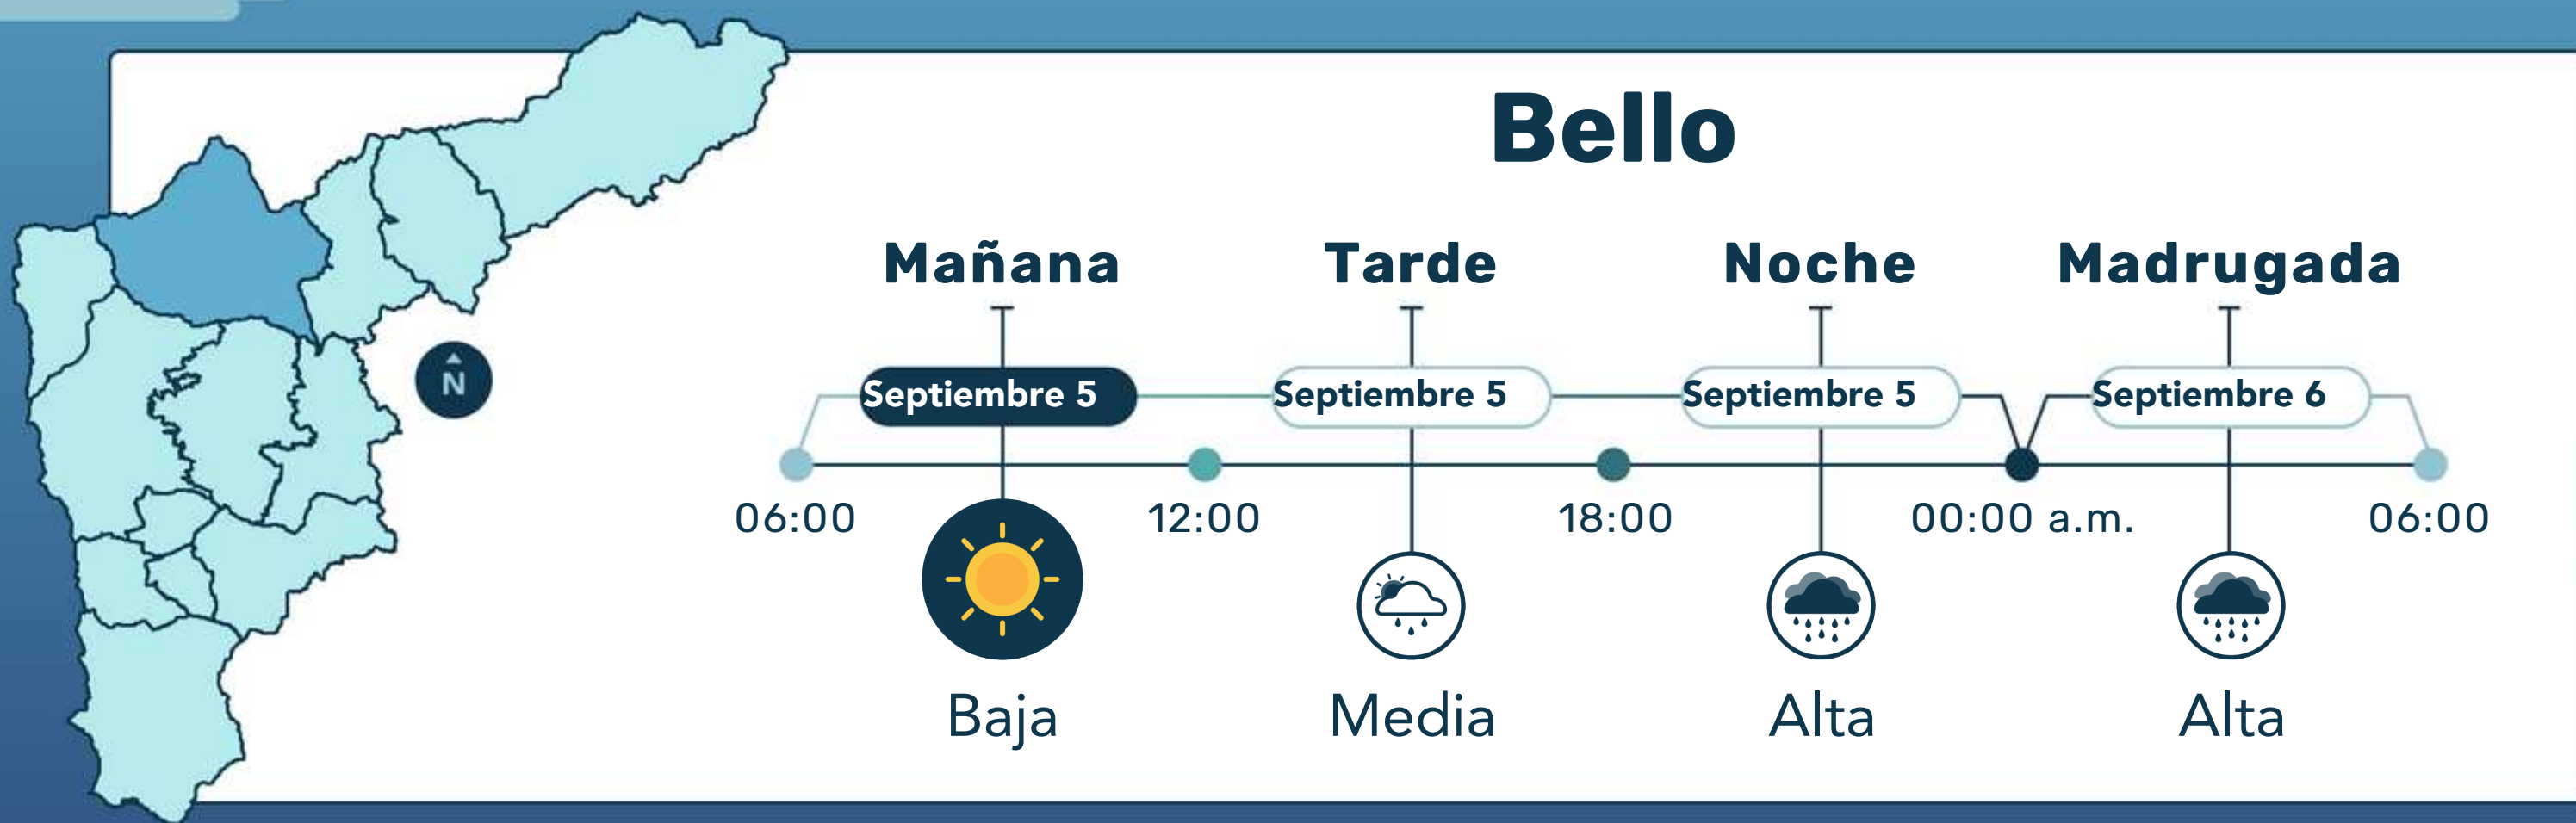 Bello
Mañana Tarde Noche Madrugada
N
Septiembre 5 Septiembre 5 Septiembre 5 Septiembre 6
06:00 12:00 18:00 00:00 a.m. 06:00
Baja Media Alta Alta